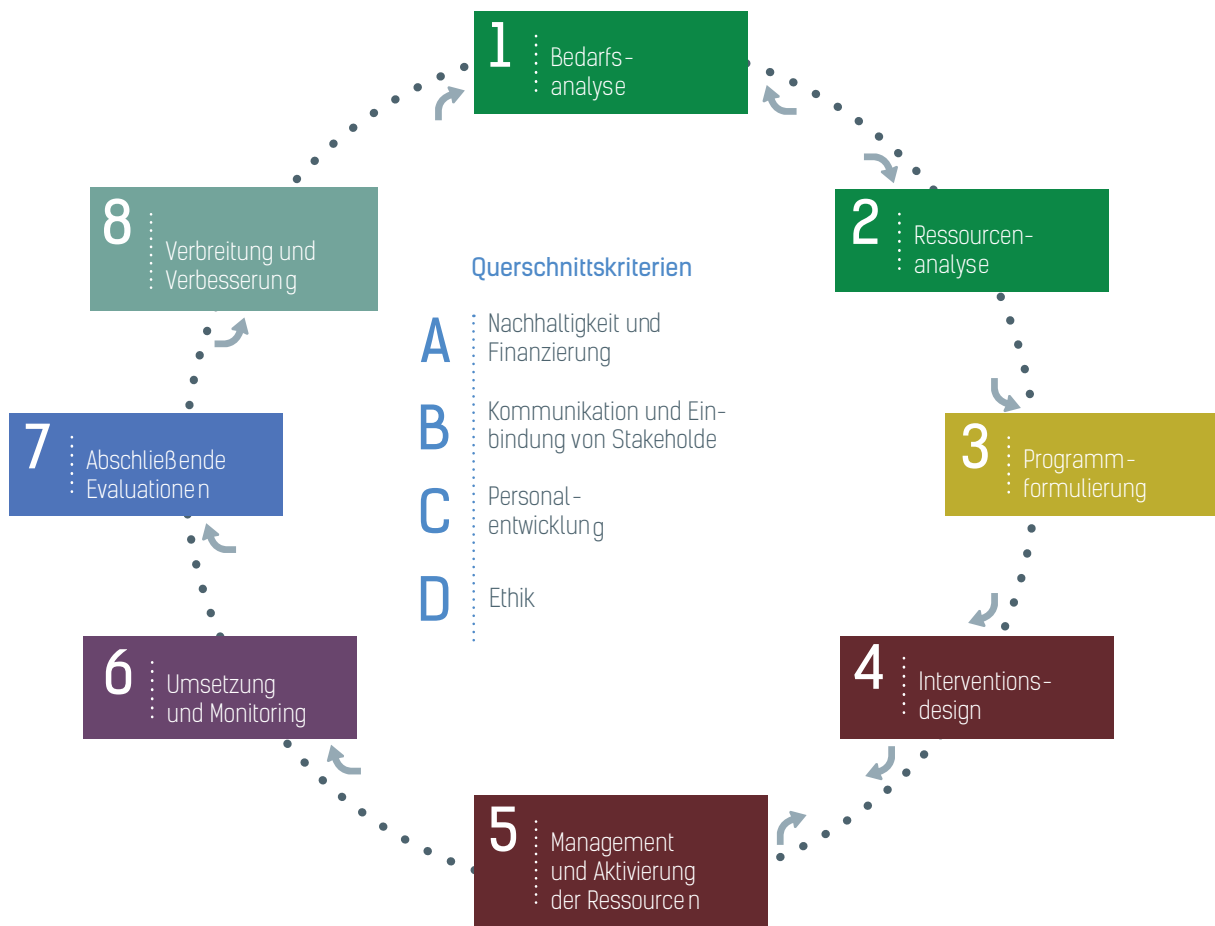 1
Bedarfs-
analyse
2
Ressourcen-
analyse
3
Programm-
formulierung
4
Interventions-
design
5
Management
und Aktivierung
der Ressourcen
6
Umsetzung
und Monitoring
7
Abschließende
Evaluationen
8
Verbreitung und
Verbesserung
Querschnittskriterien
A
Nachhaltigkeit und
Finanzierung
B
Kommunikation und Ein-
bindung von Stakeholde
C
Personal-
entwicklung
D
Ethik